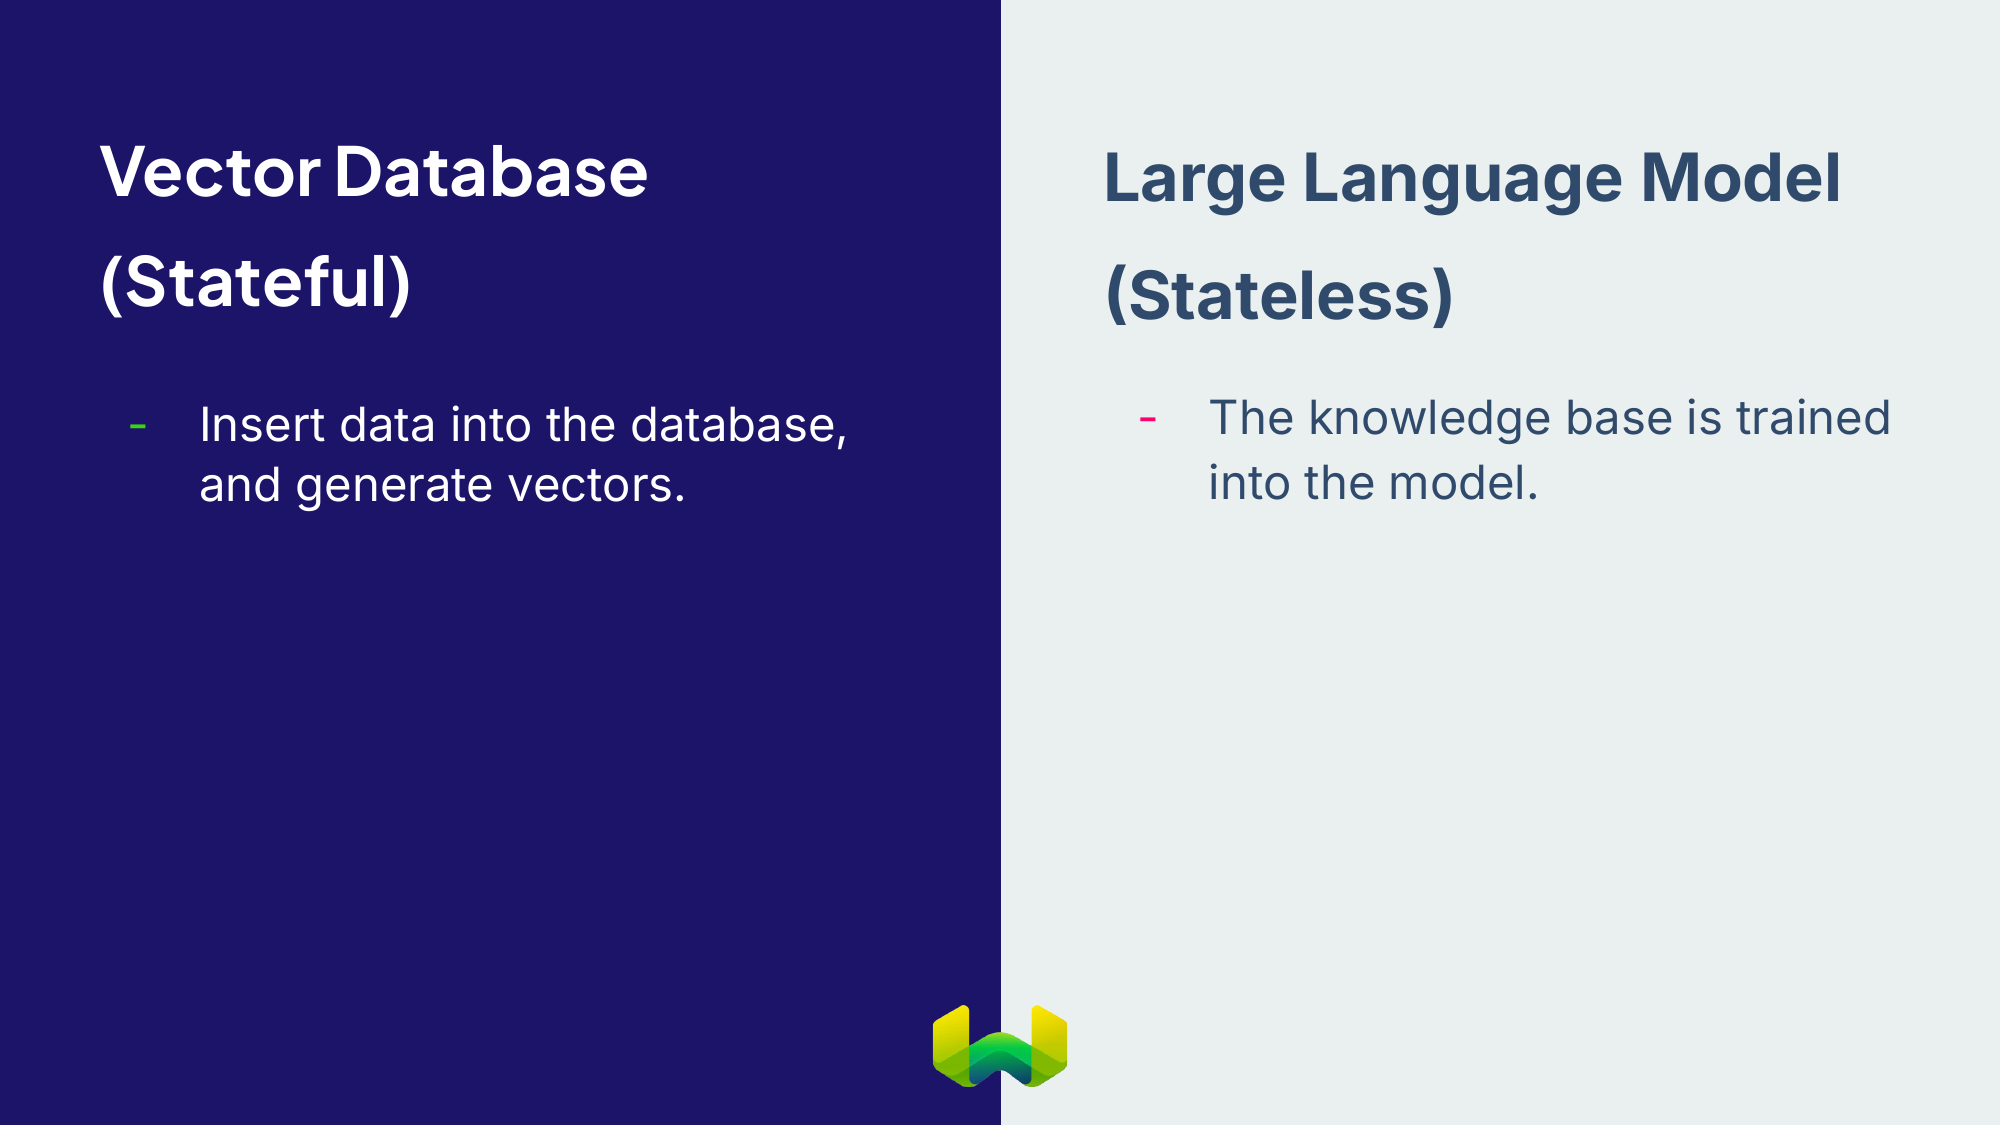 Vector Database
(Stateful)
- Insert data into the database,
and generate vectors.
Large Language Model
(Stateless)
- The knowledge base is trained
into the model.